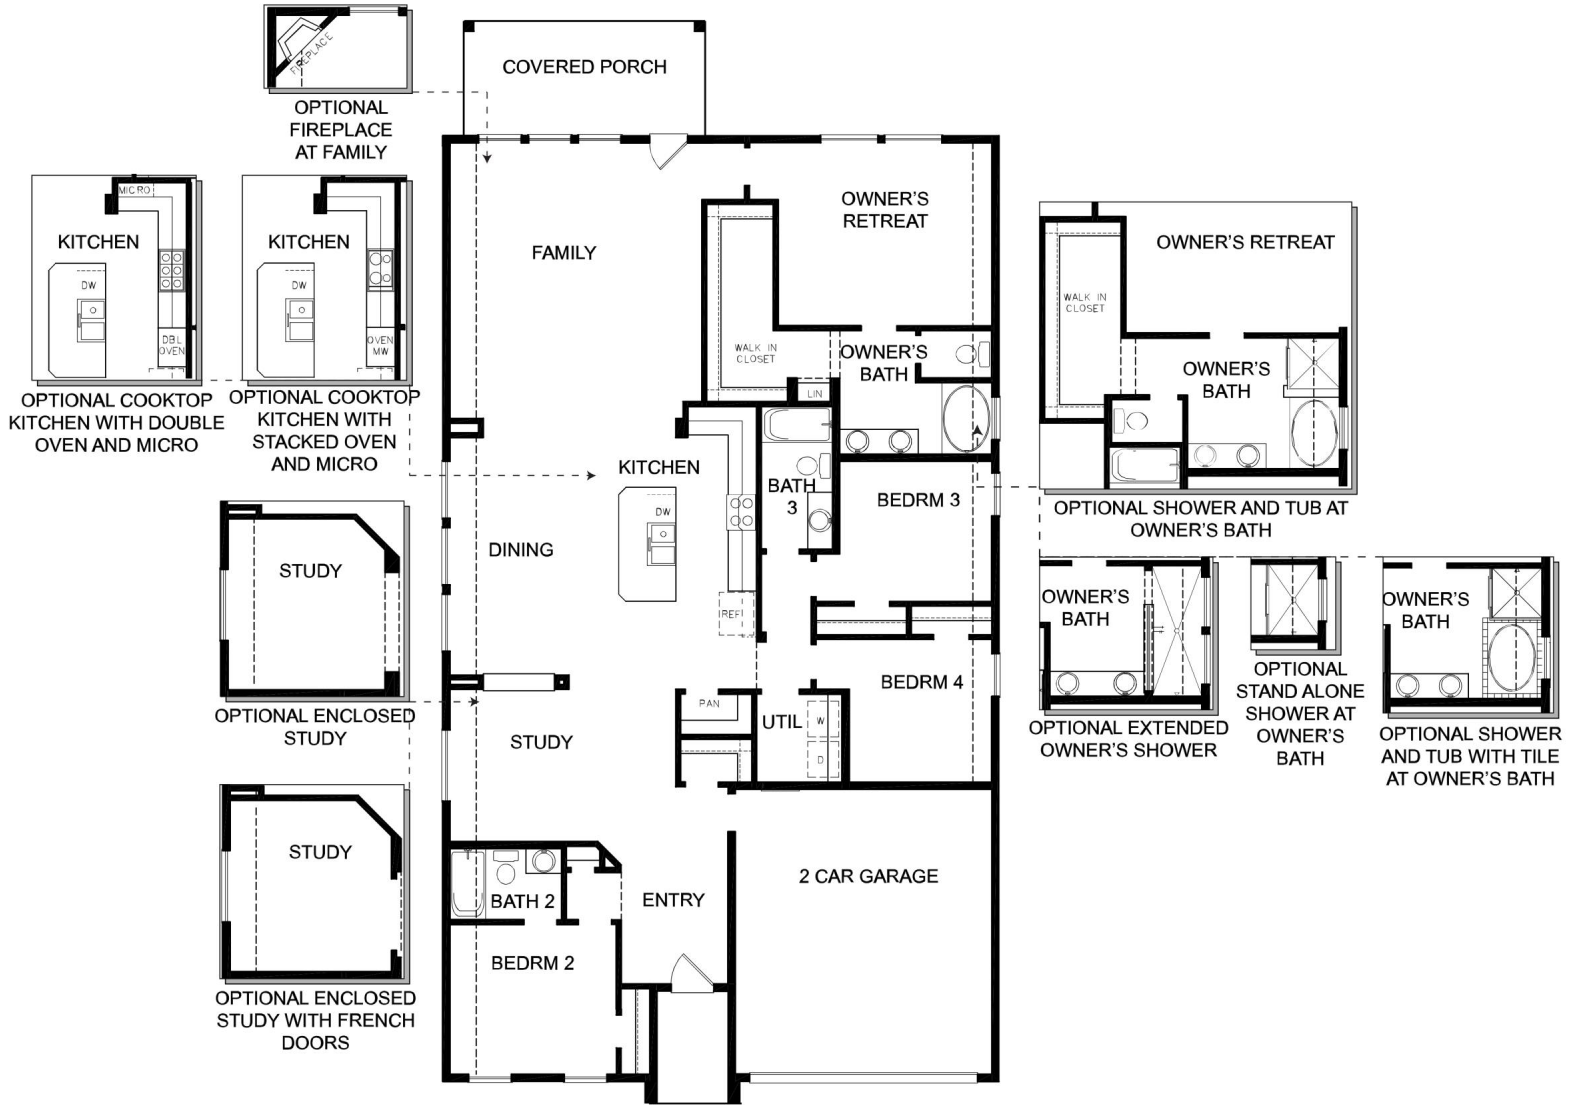 FIREPLACE
OPTIONAL
FIREPLACE
AT FAMILY
COVERED PORCH
MICRO
KITCHEN
DW
DBL
OVEN
OPTIONAL COOKTOP
KITCHEN WITH DOUBLE
OVEN AND MICRO
KITCHEN
DW
OVEN
MW
OPTIONAL COOKTOP
KITCHEN WITH
STACKED OVEN
AND MICRO
STUDY
OPTIONAL ENCLOSED
STUDY
STUDY
OPTIONAL ENCLOSED
STUDY WITH FRENCH
DOORS
FAMILY
OWNER'S
RETREAT
WALK IN
CLOSET
OWNER'S
BATH
LIN
KITCHEN
DW
REF
DINING
BATH
3
BEDRM 3
BEDRM 4
PAN
UTIL
W
D
STUDY
BATH 2
ENTRY
2 CAR GARAGE
BEDRM 2
OWNER'S RETREAT
WALK IN
CLOSET
OWNER'S
BATH
OPTIONAL SHOWER AND TUB AT
OWNER'S BATH
OWNER'S
BATH
OPTIONAL EXTENDED
OWNER'S SHOWER
OPTIONAL
STAND ALONE
SHOWER AT
OWNER'S
BATH
OWNER'S
BATH
OPTIONAL SHOWER
AND TUB WITH TILE
AT OWNER'S BATH